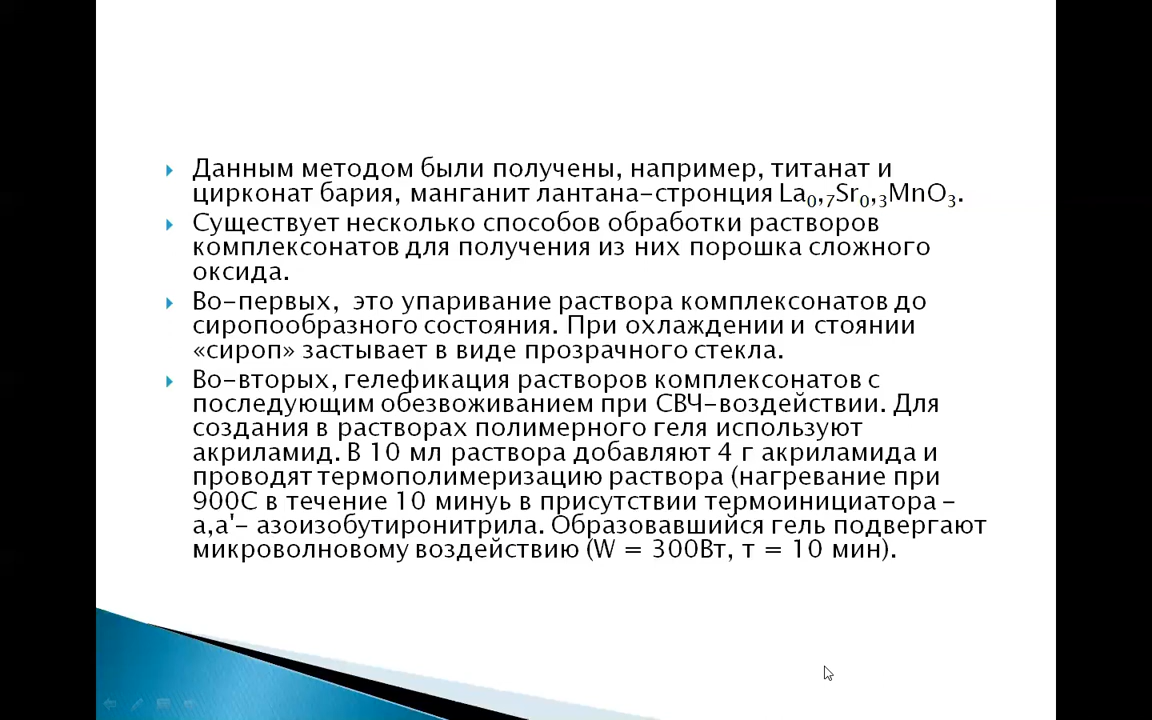 Данным методом были получены, например, титанат и
цирконат бария, манганит лантана-стронция La₀,₇Sr₀,₃MnO₃.
Существует несколько способов обработки растворов
комплексонатов для получения из них порошка сложного
оксида.
Во-первых, это упаривание раствора комплексонатов до
сиропообразного состояния. При охлаждении и стоянии
«сироп» застывает в виде прозрачного стекла.
Во-вторых, гелефикация растворов комплексонатов с
последующим обезвоживанием при СВЧ-воздействии. Для
создания в растворах полимерного геля используют
акриламид. В 10 мл раствора добавляют 4 г акриламида и
проводят термополимеризацию раствора (нагревание при
900С в течение 10 минуь в присутствии термоинициатора –
a,a'- азоизобутиронитрила. Образовавшийся гель подвергают
микроволновому воздействию (W = 300Вт, т = 10 мин).